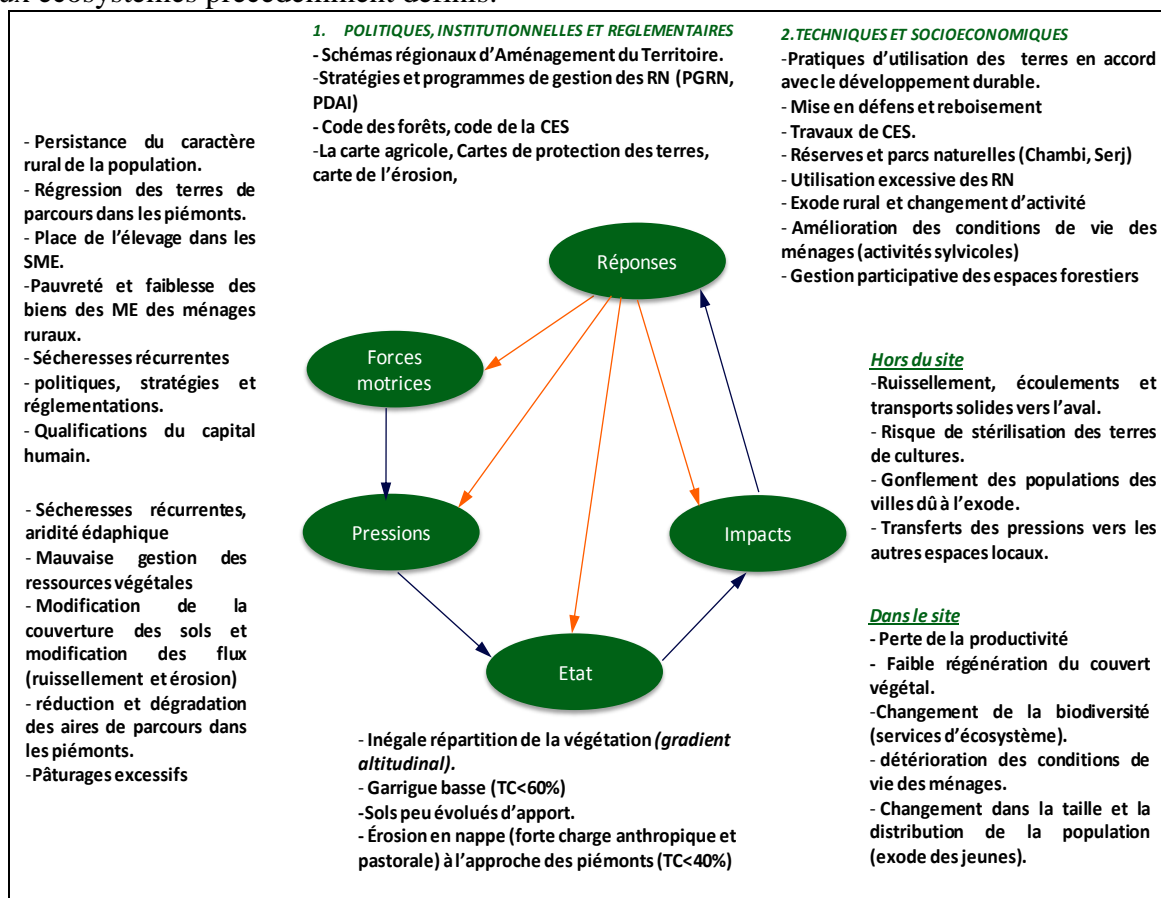 ux écosystèmes précédemment définis.
1. POLITIQUES, INSTITUTIONNELLES ET REGLEMENTAIRES
- Schémas régionaux d’Aménagement du Territoire.
-Stratégies et programmes de gestion des RN (PGRN,
PDAI)
- Code des forêts, code de la CES
-La carte agricole, Cartes de protection des terres,
carte de l’érosion,
2.TECHNIQUES ET SOCIOECONOMIQUES
-Pratiques d’utilisation des terres en accord
avec le développement durable.
- Mise en défens et reboisement
- Travaux de CES.
- Réserves et parcs naturelles (Chambi, Serj)
- Utilisation excessive des RN
- Exode rural et changement d’activité
- Amélioration des conditions de vie des
ménages (activités sylvicoles)
- Gestion participative des espaces forestiers
- Persistance du caractère
rural de la population.
- Régression des terres de
parcours dans les piémonts.
- Place de l’élevage dans les
SME.
-Pauvreté et faiblesse des
biens des ME des ménages
ruraux.
- Sécheresses récurrentes
- politiques, stratégies et
réglementations.
- Qualifications du capital
humain.
- Sécheresses récurrentes,
aridité édaphique
- Mauvaise gestion des
ressources végétales
- Modification de la
couverture des sols et
modification des flux
(ruissellement et érosion)
- réduction et dégradation
des aires de parcours dans
les piémonts.
-Pâturages excessifs
Réponses
Forces
motrices
Pressions
Impacts
Etat
Hors du site
-Ruissellement, écoulements et
transports solides vers l’aval.
- Risque de stérilisation des terres
de cultures.
- Gonflement des populations des
villes dû à l’exode.
- Transferts des pressions vers les
autres espaces locaux.
Dans le site
- Perte de la productivité
- Faible régénération du couvert
végétal.
-Changement de la biodiversité
(services d’écosystème).
- détérioration des conditions de
vie des ménages.
- Changement dans la taille et la
distribution de la population
(exode des jeunes).
- Inégale répartition de la végétation (gradient
altitudinal).
- Garrigue basse (TC<60%)
-Sols peu évolués d’apport.
- Érosion en nappe (forte charge anthropique et
pastorale) à l’approche des piémonts (TC<40%)